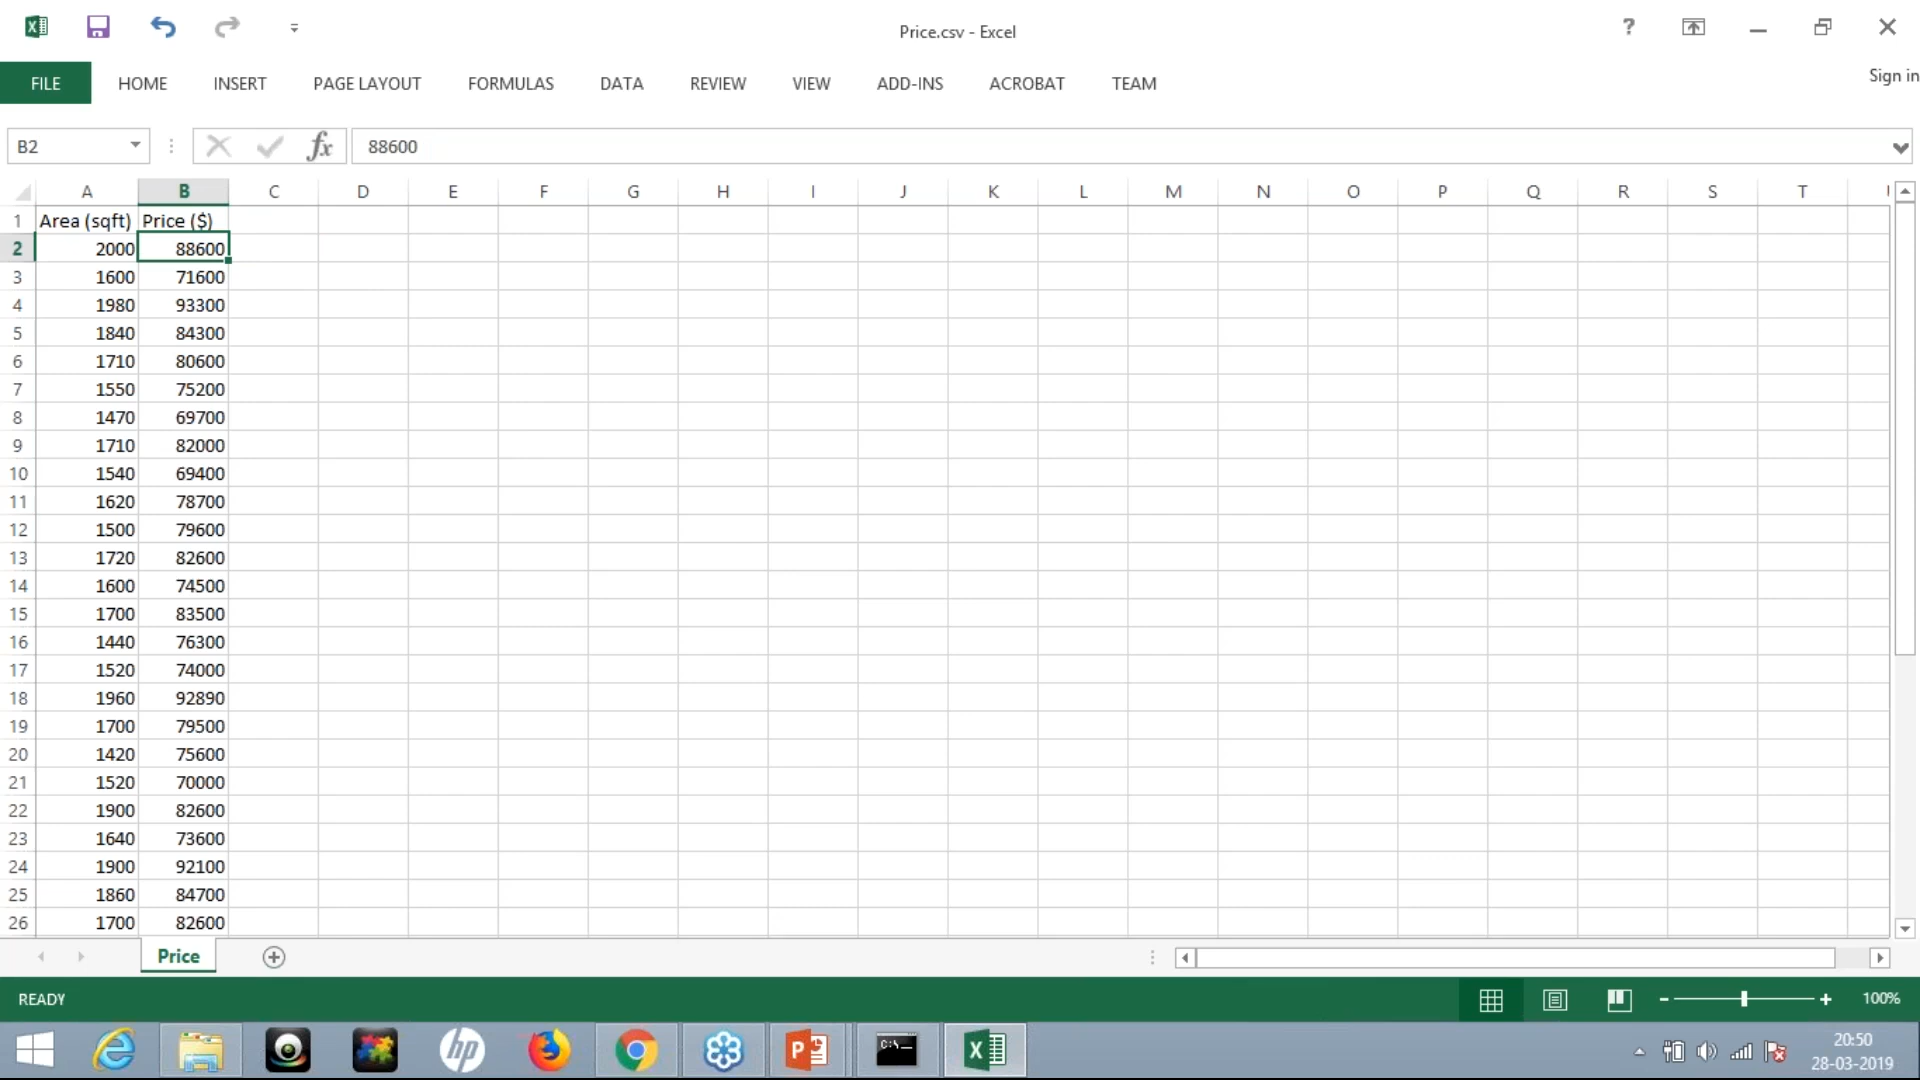 Price.csv - Excel
?
FILE HOME INSERT PAGE LAYOUT FORMULAS DATA REVIEW VIEW ADD-INS ACROBAT TEAM
Sign in
B2 fx 88600
A B C D E F G H I J K L M N O P Q R S T
1 Area (sqft) Price ($)
2 2000 88600
3 1600 71600
4 1980 93300
5 1840 84300
6 1710 80600
7 1550 75200
8 1470 69700
9 1710 82000
10 1540 69400
11 1620 78700
12 1500 79600
13 1720 82600
14 1600 74500
15 1700 83500
16 1440 76300
17 1520 74000
18 1960 92890
19 1700 79500
20 1420 75600
21 1520 70000
22 1900 82600
23 1640 73600
24 1900 92100
25 1860 84700
26 1700 82600
Price
READY
100%
hp
P
C:\
X
20:50
28-03-2019